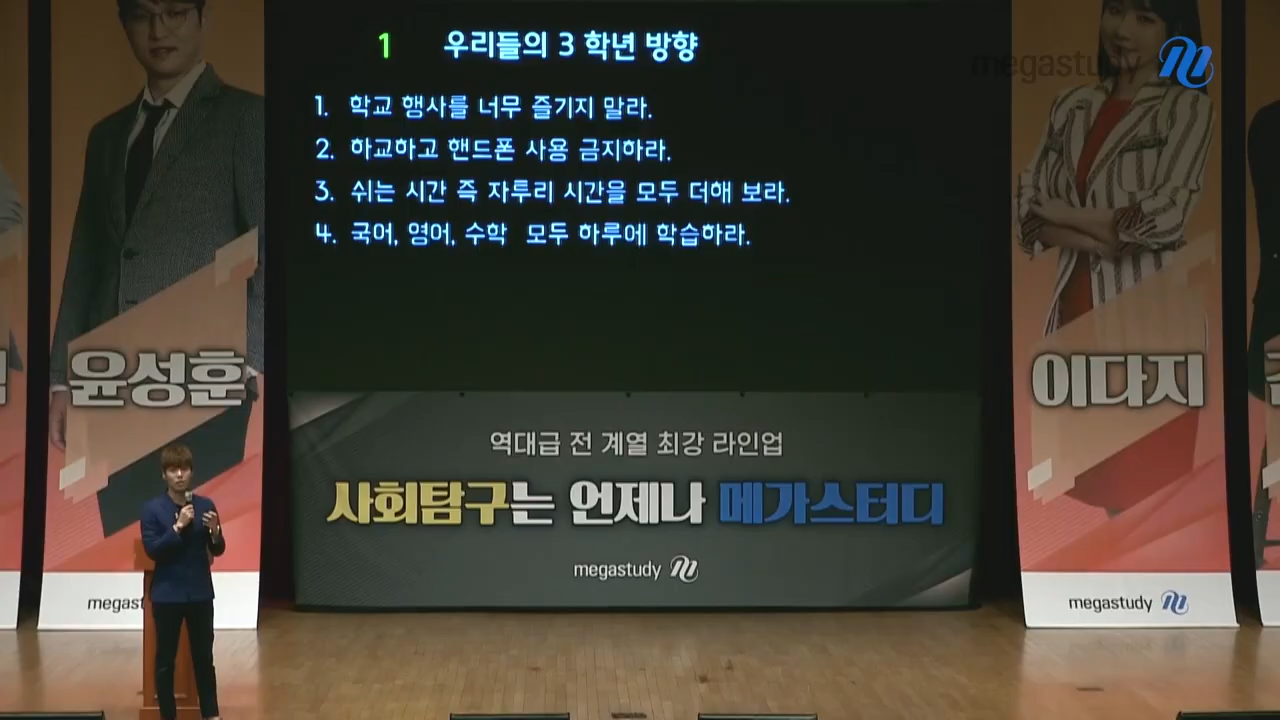 1 우리들의 3 학년 방향
1. 학교 행사를 너무 즐기지 말라.
2. 하교하고 핸드폰 사용 금지하라.
3. 쉬는 시간 즉 자투리 시간을 모두 더해 보라.
4. 국어, 영어, 수학 모두 하루에 학습하라.
megastudy
윤성훈
이다지
역대급 전 계열 최강 라인업
사회탐구는 언제나 메가스터디
megastudy
megast
megastudy